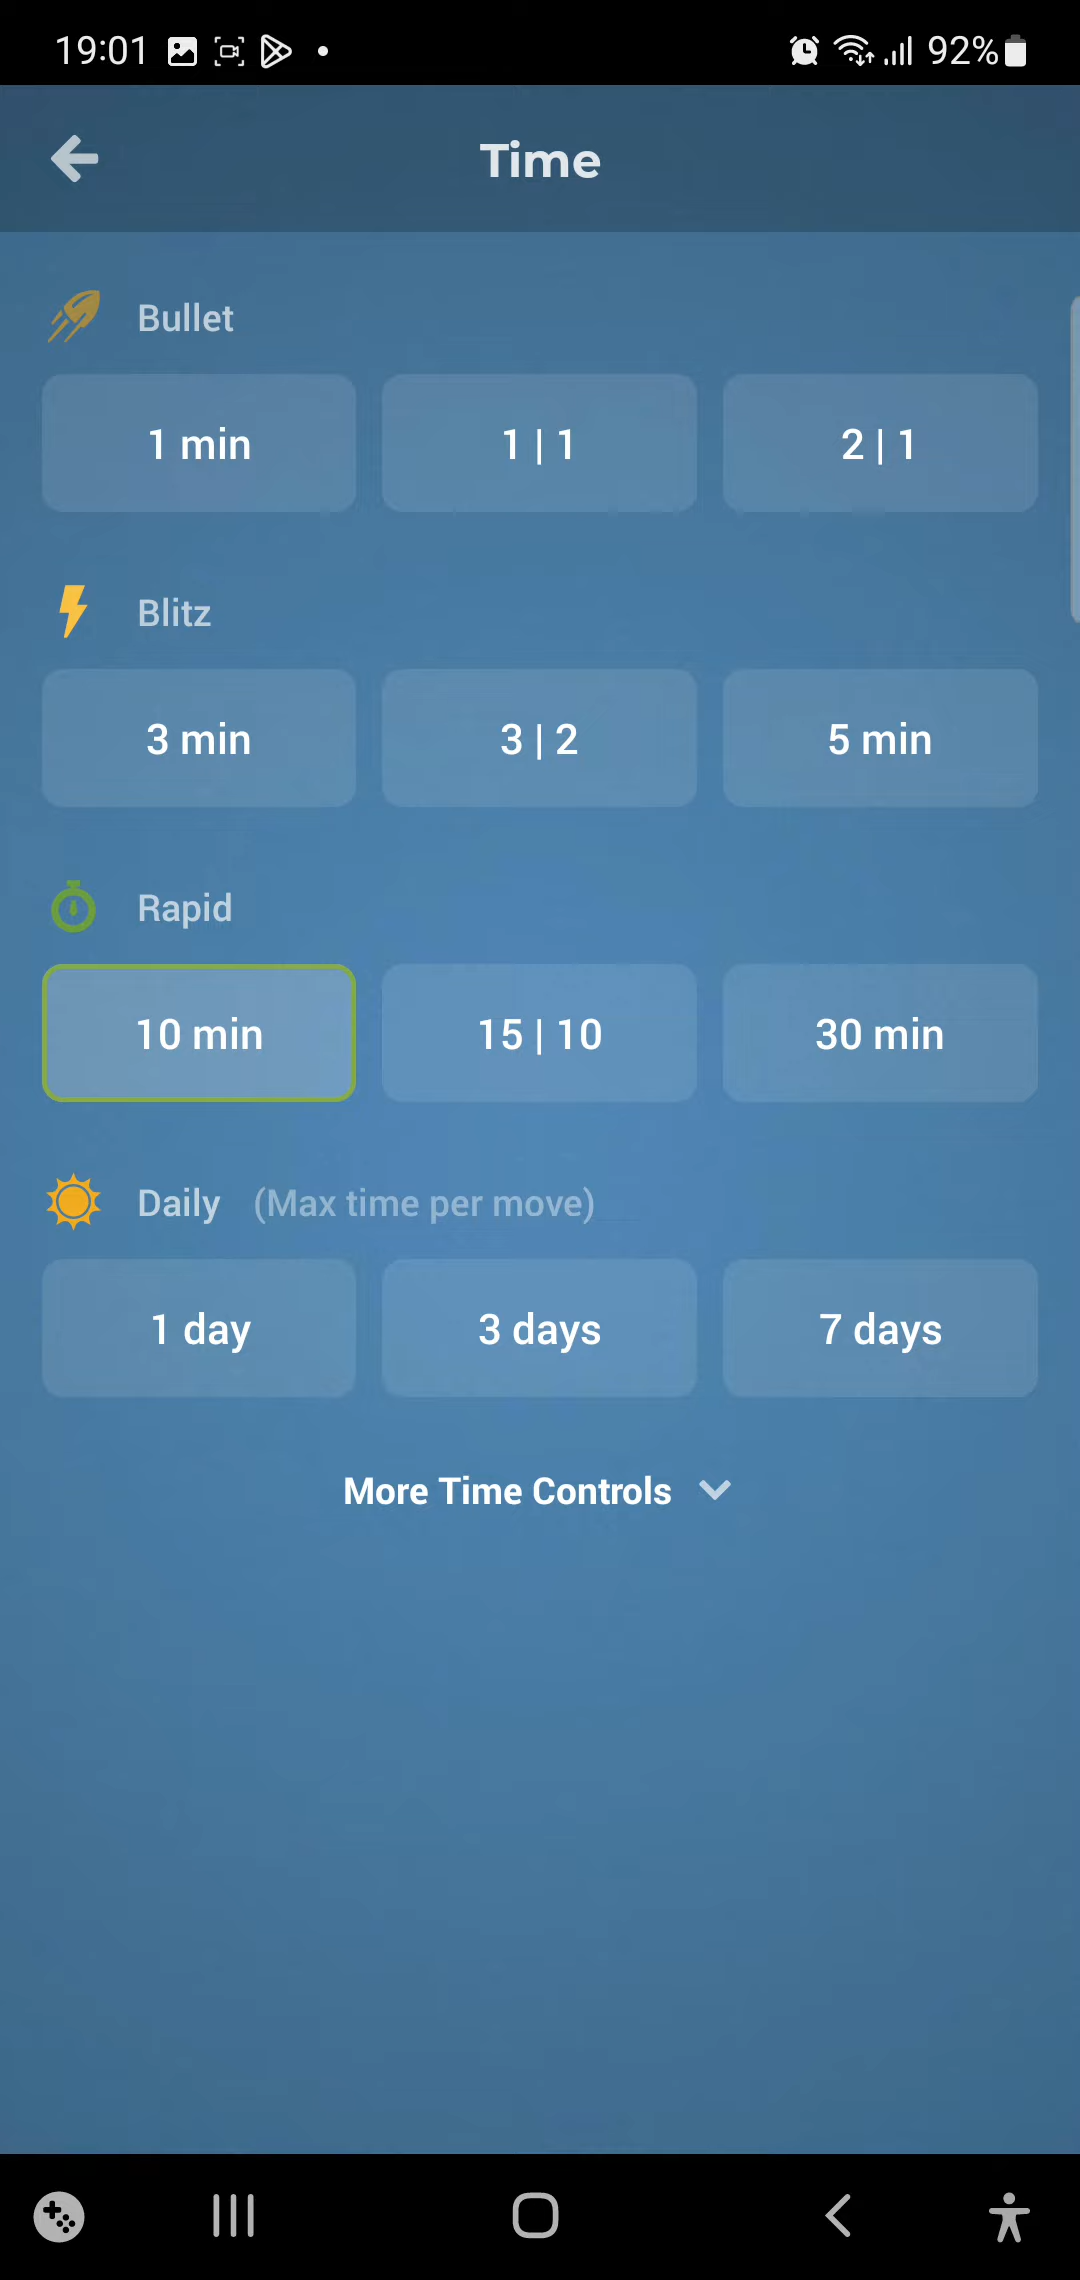 19:01 92%
Time
Bullet
1 min 1 | 1 2 | 1
Blitz
3 min 3 | 2 5 min
Rapid
10 min 15 | 10 30 min
Daily (Max time per move)
1 day 3 days 7 days
More Time Controls